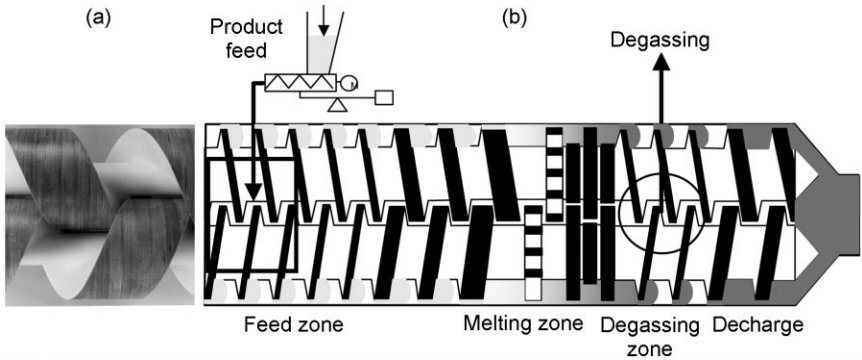 (a)
(b)
Product
feed
M
Degassing
Feed zone
Melting zone
Degassing
zone
Decharge